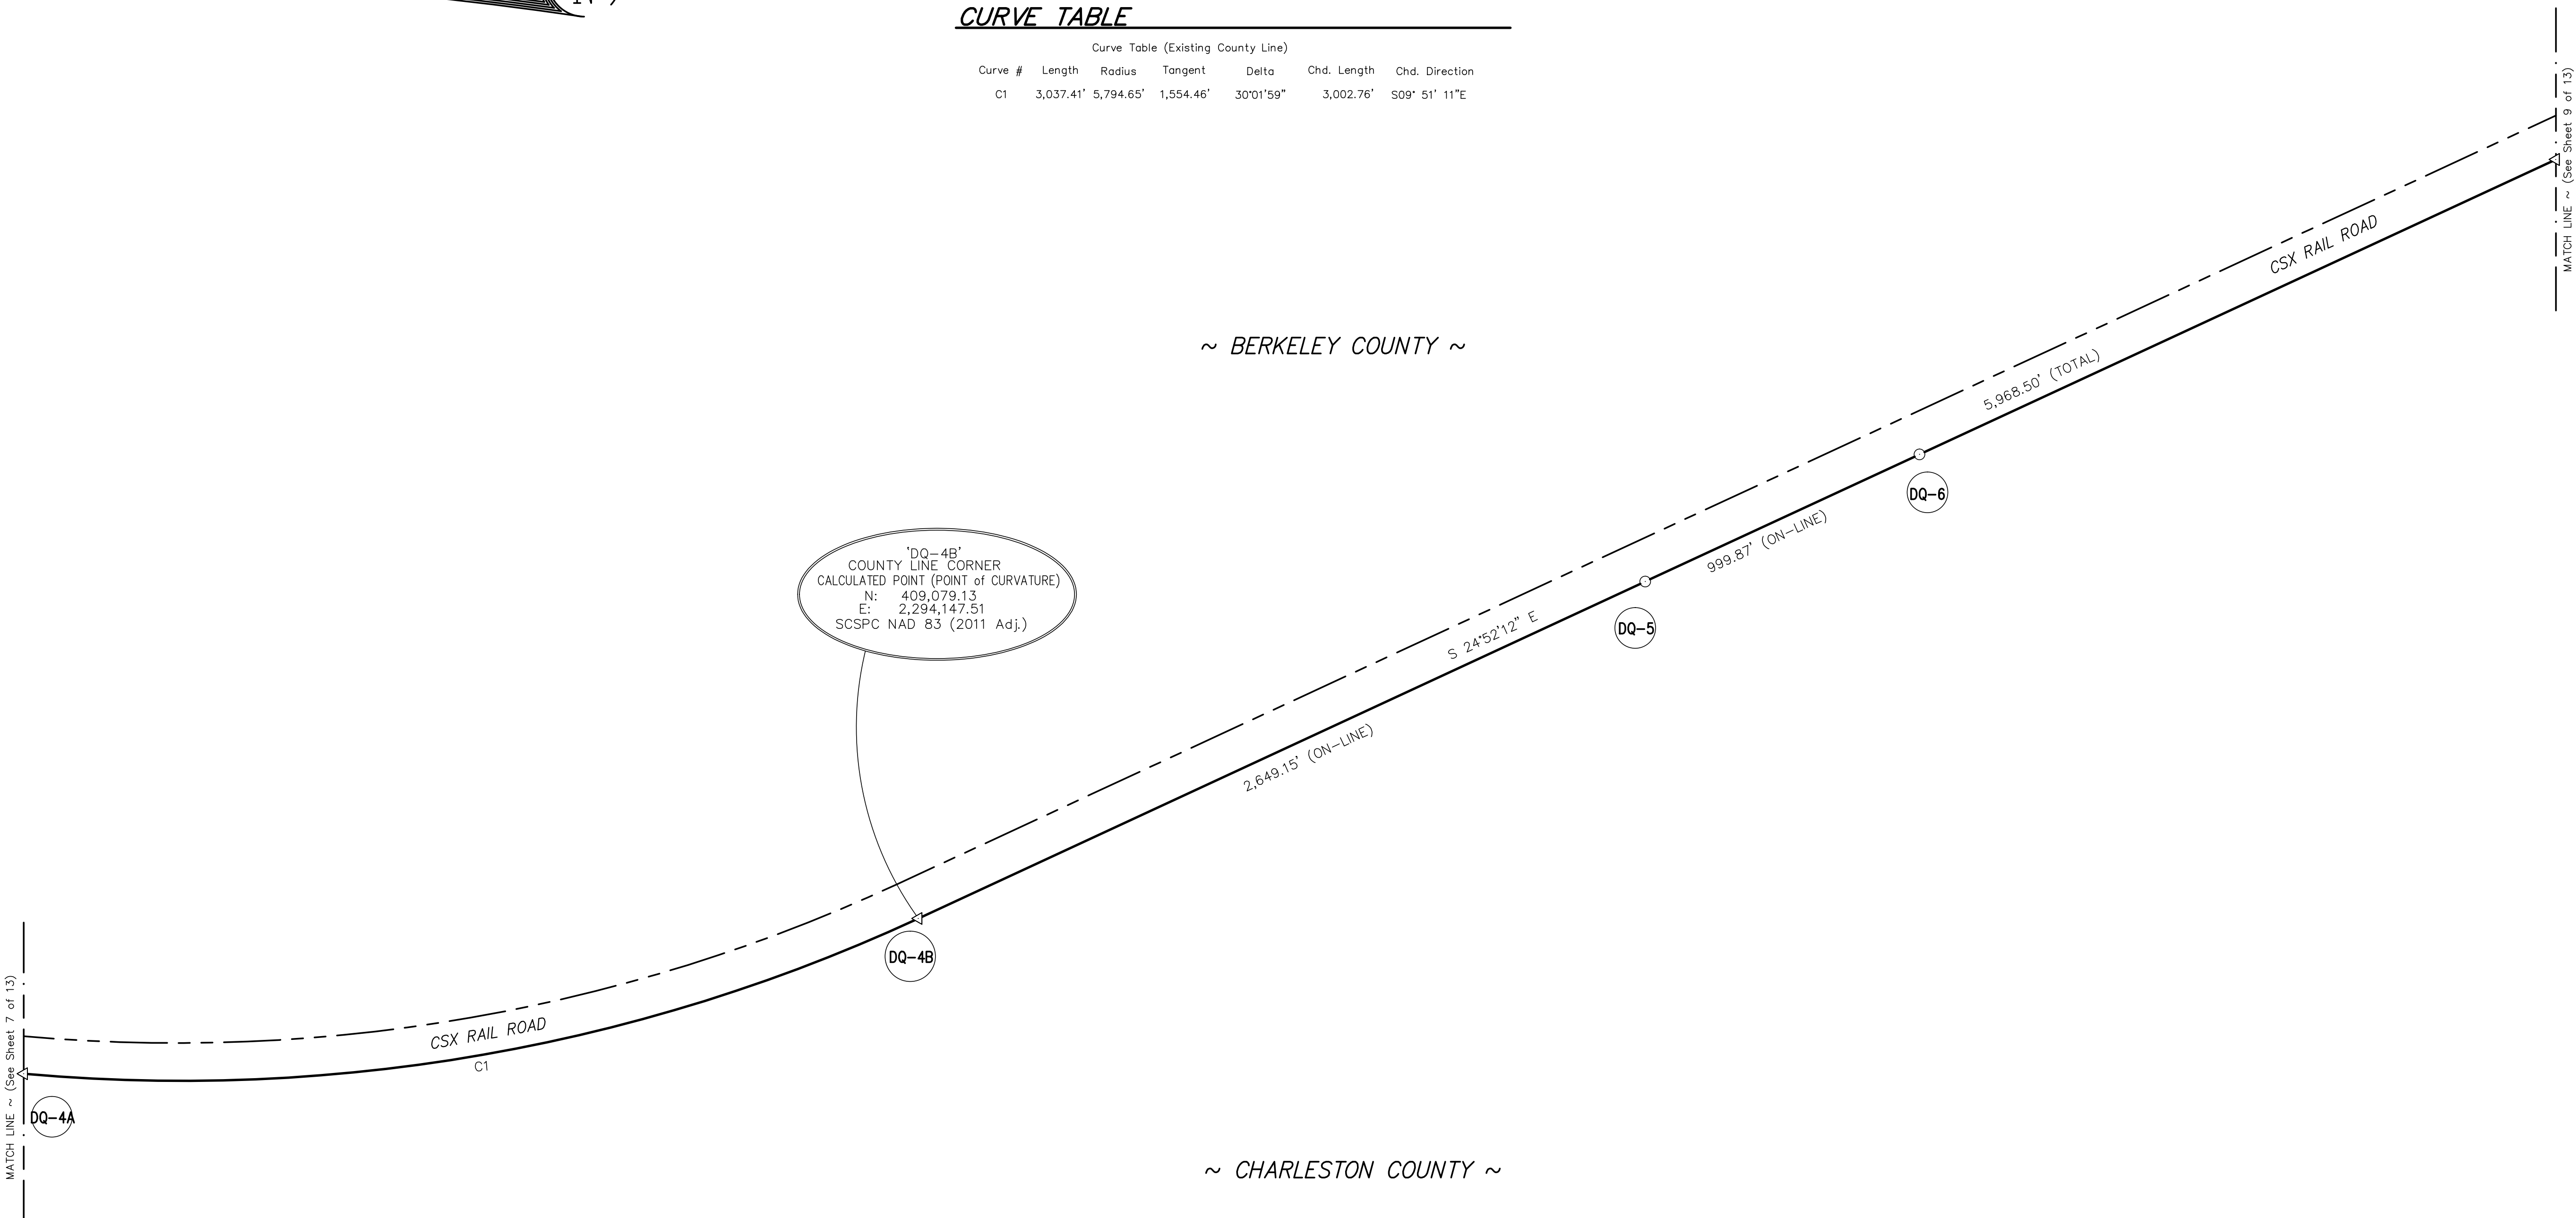 CURVE TABLE
Curve Table (Existing County Line)
Curve # Length Radius Tangent Delta Chd. Length Chd. Direction
C1 3,037.41' 5,794.65' 1,554.46' 30°01'59" 3,002.76' S09° 51' 11"E
MATCH LINE ~ (See Sheet 9 of 13)
CSX RAIL ROAD
~ BERKELEY COUNTY ~
5,968.50' (TOTAL)
DQ-6
999.87' (ON-LINE)
'DQ-4B'
COUNTY LINE CORNER
CALCULATED POINT (POINT of CURVATURE)
N: 409,079.13
E: 2,294,147.51
SCSPC NAD 83 (2011 Adj.)
DQ-5
S 24°52'12" E
2,649.15' (ON-LINE)
DQ-4B
MATCH LINE ~ (See Sheet 7 of 13)
CSX RAIL ROAD
C1
DQ-4A
~ CHARLESTON COUNTY ~